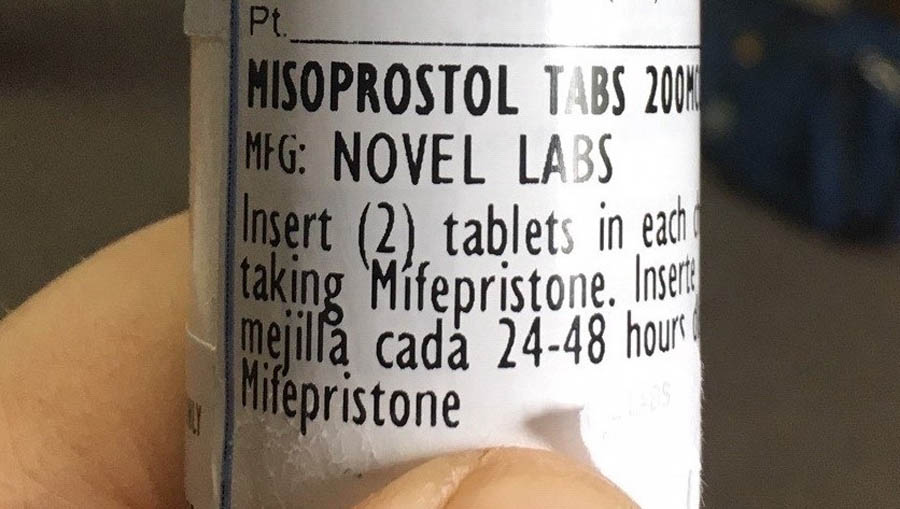 Pt.
MISOPROSTOL TABS 200MC
MFG: NOVEL LABS
Insert (2) tablets in each
taking Mifepristone. Inserte
mejilla cada 24-48 hours
Mifepristone